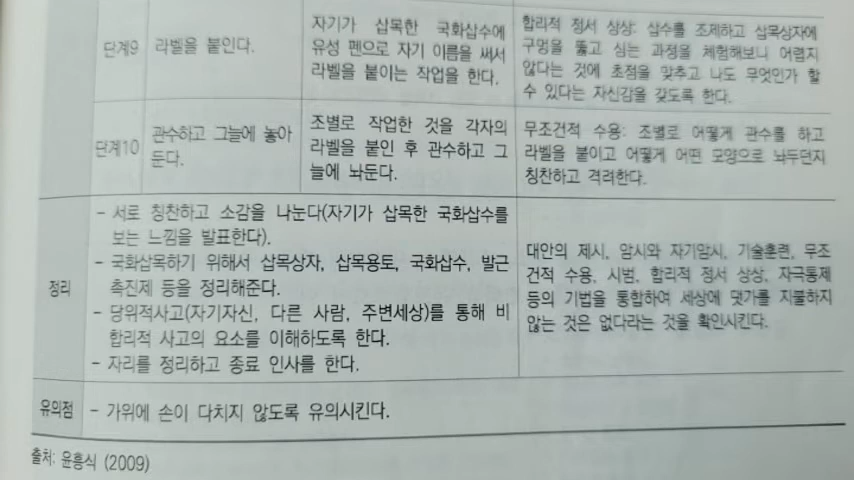 단계9
라벨을 붙인다.
자기가 삽목한 국화삽수에
유성 펜으로 자기 이름을 써서
라벨을 붙이는 작업을 한다.
합리적 정서 상상: 삽수를 조제하고 삽목상자에
구멍을 뚫고 심는 과정을 체험해보니 어렵지
않다는 것에 초점을 맞추고 나도 무엇인가 할
수 있다는 자신감을 갖도록 한다.
단계10
관수하고 그늘에 놓아
둔다.
조별로 작업한 것을 각자의
라벨을 붙인 후 관수하고 그
늘에 놔둔다.
무조건적 수용: 조별로 어떻게 관수를 하고
라벨을 붙이고 어떻게 어떤 모양으로 놔두던지
칭찬하고 격려한다.
정리
- 서로 칭찬하고 소감을 나눈다(자기가 삽목한 국화삽수를
보는 느낌을 발표한다).
- 국화삽목하기 위해서 삽목상자, 삽목용토, 국화삽수, 발근
촉진제 등을 정리해준다.
- 당위적사고(자기자신, 다른 사람, 주변세상)를 통해 비
합리적 사고의 요소를 이해하도록 한다.
- 자리를 정리하고 종료 인사를 한다.
대안의 제시, 암시와 자기암시, 기술훈련, 무조
건적 수용, 시범, 합리적 정서 상상, 자극통제
등의 기법을 통합하여 세상에 댓가를 지불하지
않는 것은 없다라는 것을 확인시킨다.
유의점
- 가위에 손이 다치지 않도록 유의시킨다.
출처: 윤흥식 (2009)